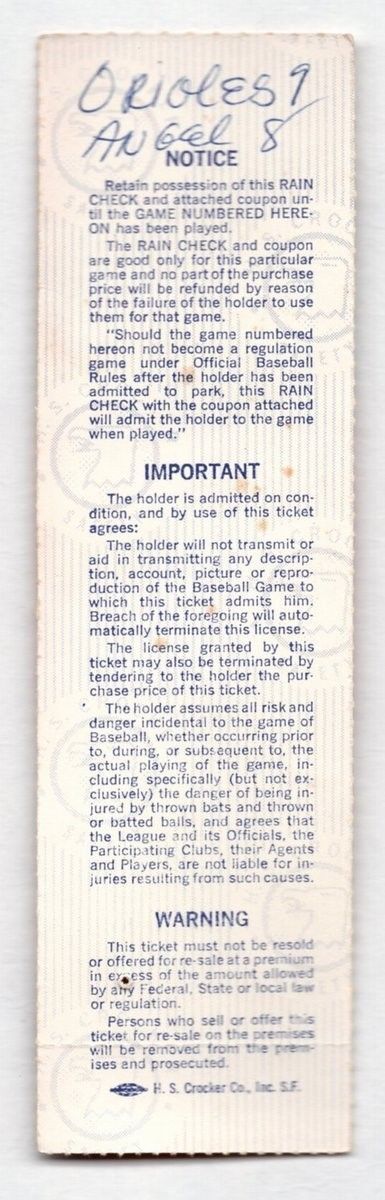 ORIOLES 9
ANGEL 8
NOTICE
Retain possession of this RAIN
CHECK and attached coupon un-
til the GAME NUMBERED HERE-
ON has been played.
The RAIN CHECK and coupon
are good only for this particular
game and no part of the purchase
price will be refunded by reason
of the failure of the holder to use
them for that game.
"Should the game numbered
hereon not become a regulation
game under Official Baseball
Rules after the holder has been
admitted to park, this RAIN
CHECK with the coupon attached
will admit the holder to the game
when played."
IMPORTANT
The holder is admitted on con-
dition, and by use of this ticket
agrees:
The holder will not transmit or
aid in transmitting any descrip-
tion, account, picture or repro-
duction of the Baseball Game to
which this ticket admits him.
Breach of the foregoing will auto-
matically terminate this license.
The license granted by this
ticket may also be terminated by
tendering to the holder the pur-
chase price of this ticket.
The holder assumes all risk and
danger incidental to the game of
Baseball, whether occurring prior
to, during, or subsequent to, the
actual playing of the game, in-
cluding specifically (but not ex-
clusively) the danger of being in-
jured by thrown bats and thrown
or batted balls, and agrees that
the League and its Officials, the
Participating Clubs, their Agents
and Players, are not liable for in-
juries resulting from such causes.
WARNING
This ticket must not be resold
or offered for re-sale at a premium
in excess of the amount allowed
by any Federal, State or local law
or regulation.
Persons who sell or offer this
ticket for re-sale on the premises
will be removed from the prem-
ises and prosecuted.
H. S. Crocker Co., Inc. S.F.